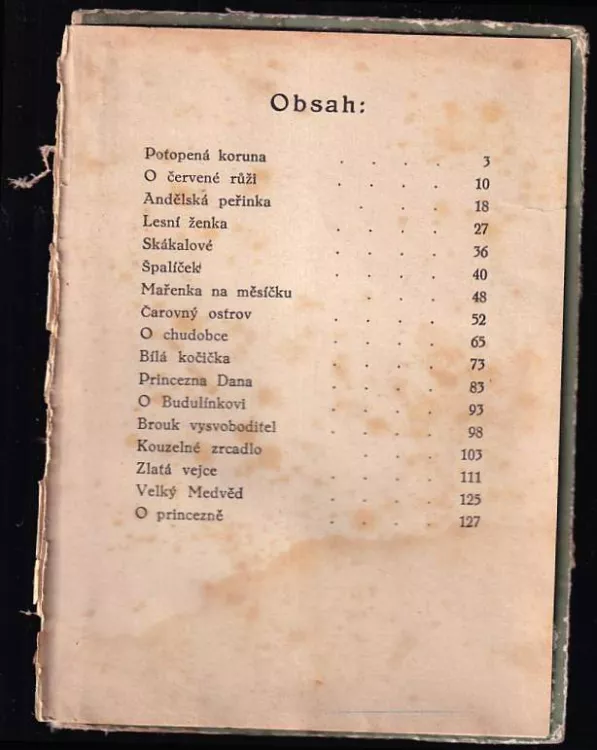 Obsah:
Potopená koruna . . . . 3
O červené růži . . . . 10
Andělská peřinka . . . . 18
Lesní ženka . . . . 27
Skákalové . . . . 36
Špalíček . . . . 40
Mařenka na měsíčku . . . 48
Čarovný ostrov . . . . 52
O chudobce . . . . 65
Bílá kočička . . . . 73
Princezna Dana . . . . 83
O Budulínkovi . . . . 93
Brouk vysvoboditel . . . . 98
Kouzelné zrcadlo . . . . 103
Zlatá vejce . . . . 111
Velký Medvěd . . . . 125
O princezně . . . . 127